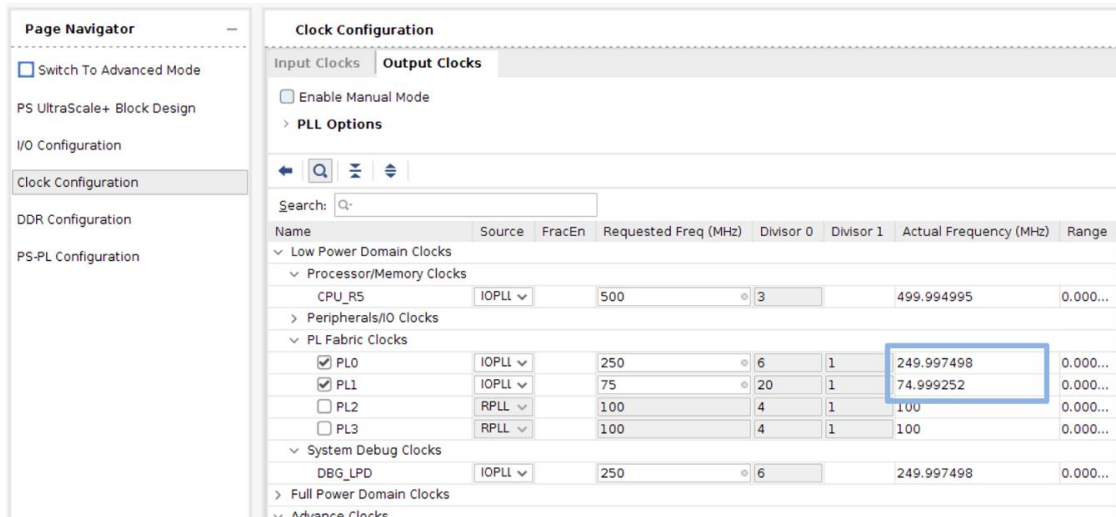 Page Navigator
Switch To Advanced Mode
PS UltraScale+ Block Design
I/O Configuration
Clock Configuration
DDR Configuration
PS-PL Configuration
Clock Configuration
Input Clocks Output Clocks
Enable Manual Mode
> PLL Options
Search:
Name Source FracEn Requested Freq (MHz) Divisor 0 Divisor 1 Actual Frequency (MHz) Range
Low Power Domain Clocks
Processor/Memory Clocks
CPU_R5 IOPLL 500 3 499.994995 0.000...
Peripherals/IO Clocks
PL Fabric Clocks
PL0 IOPLL 250 6 1 249.997498 0.000...
PL1 IOPLL 75 20 1 74.999252 0.000...
PL2 RPLL 100 4 1 100 0.000...
PL3 RPLL 100 4 1 100 0.000...
System Debug Clocks
DBG_LPD IOPLL 250 6 249.997498 0.000...
Full Power Domain Clocks
Advance Clocks